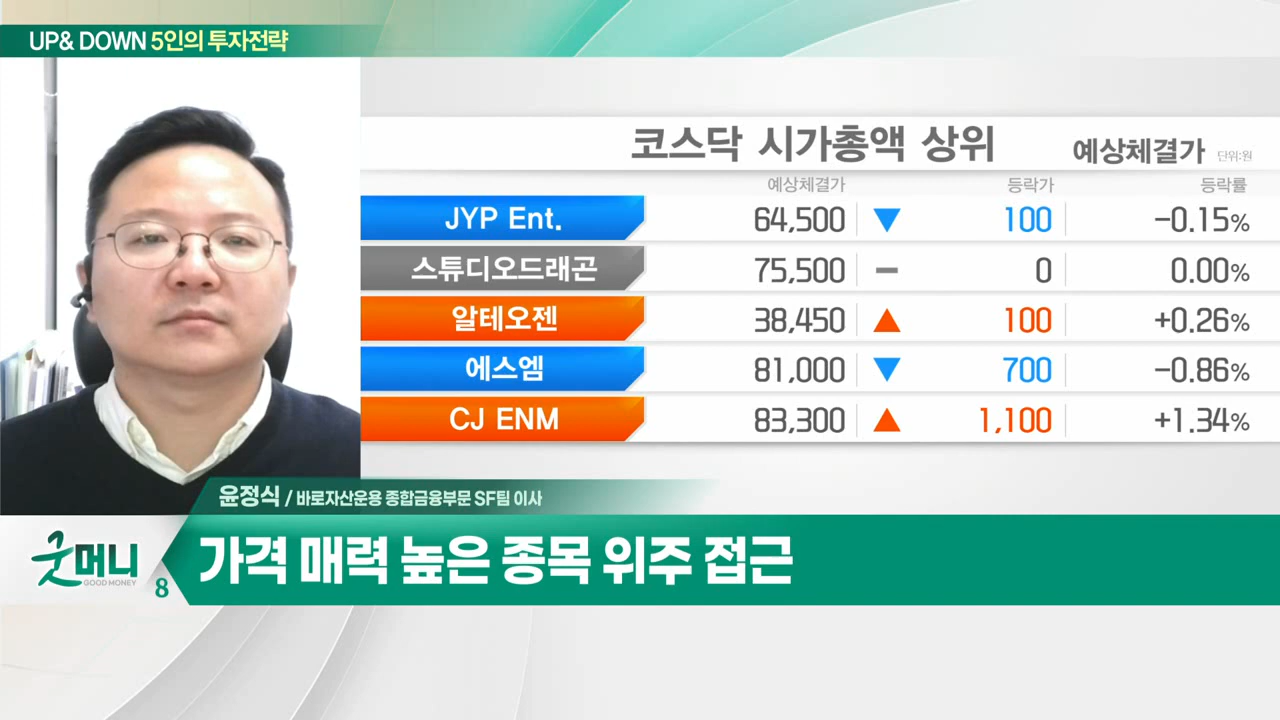 UP& DOWN 5인의 투자전략
코스닥 시가총액 상위 예상체결가 단위:원
예상체결가 등락가 등락률
JYP Ent. 64,500 ▼ 100 -0.15%
스튜디오드래곤 75,500 - 0 0.00%
알테오젠 38,450 ▲ 100 +0.26%
에스엠 81,000 ▼ 700 -0.86%
CJ ENM 83,300 ▲ 1,100 +1.34%
윤정식 / 바로자산운용 종합금융부문 SF팀 이사
굿머니 GOOD MONEY 8
가격 매력 높은 종목 위주 접근